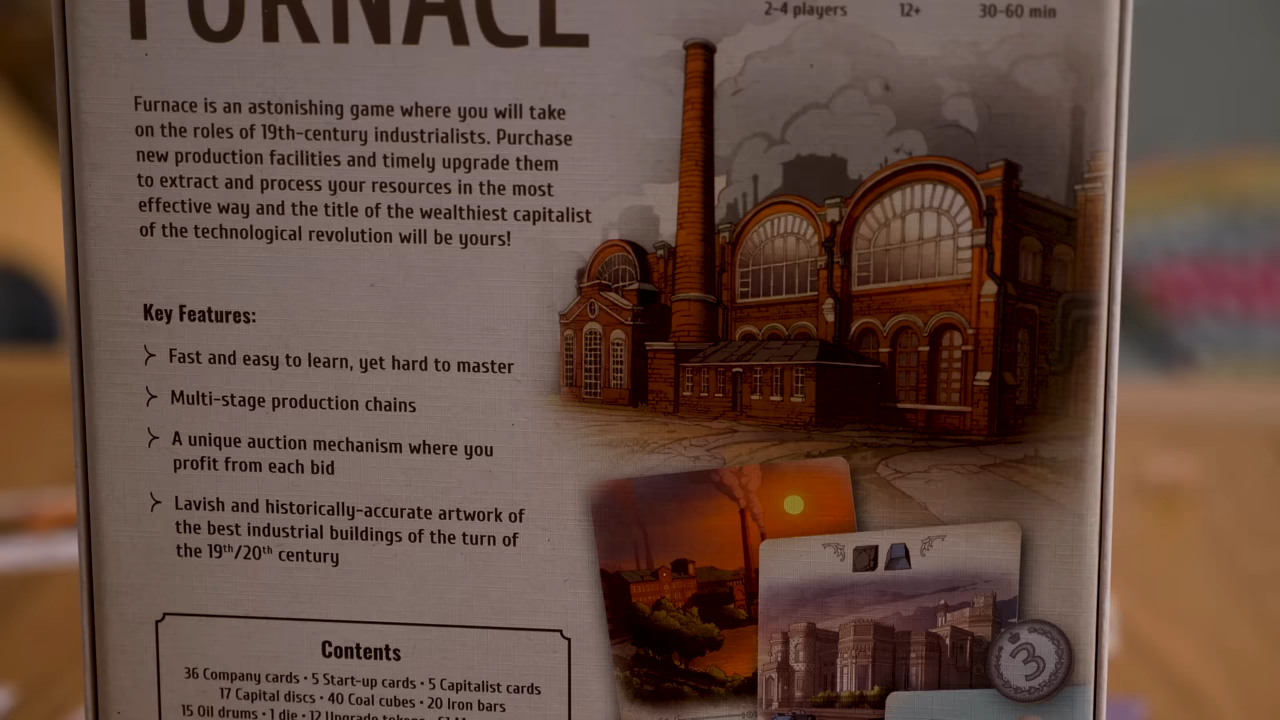 FURNACE
2-4 players 12+ 30-60 min
Furnace is an astonishing game where you will take
on the roles of 19th-century industrialists. Purchase
new production facilities and timely upgrade them
to extract and process your resources in the most
effective way and the title of the wealthiest capitalist
of the technological revolution will be yours!
Key Features:
Fast and easy to learn, yet hard to master
Multi-stage production chains
A unique auction mechanism where you
profit from each bid
Lavish and historically-accurate artwork of
the best industrial buildings of the turn of
the 19th/20th century
Contents
36 Company cards • 5 Start-up cards • 5 Capitalist cards
17 Capital discs • 40 Coal cubes • 20 Iron bars
15 Oil drums • 1 die • 12 Upgrade tokens
3